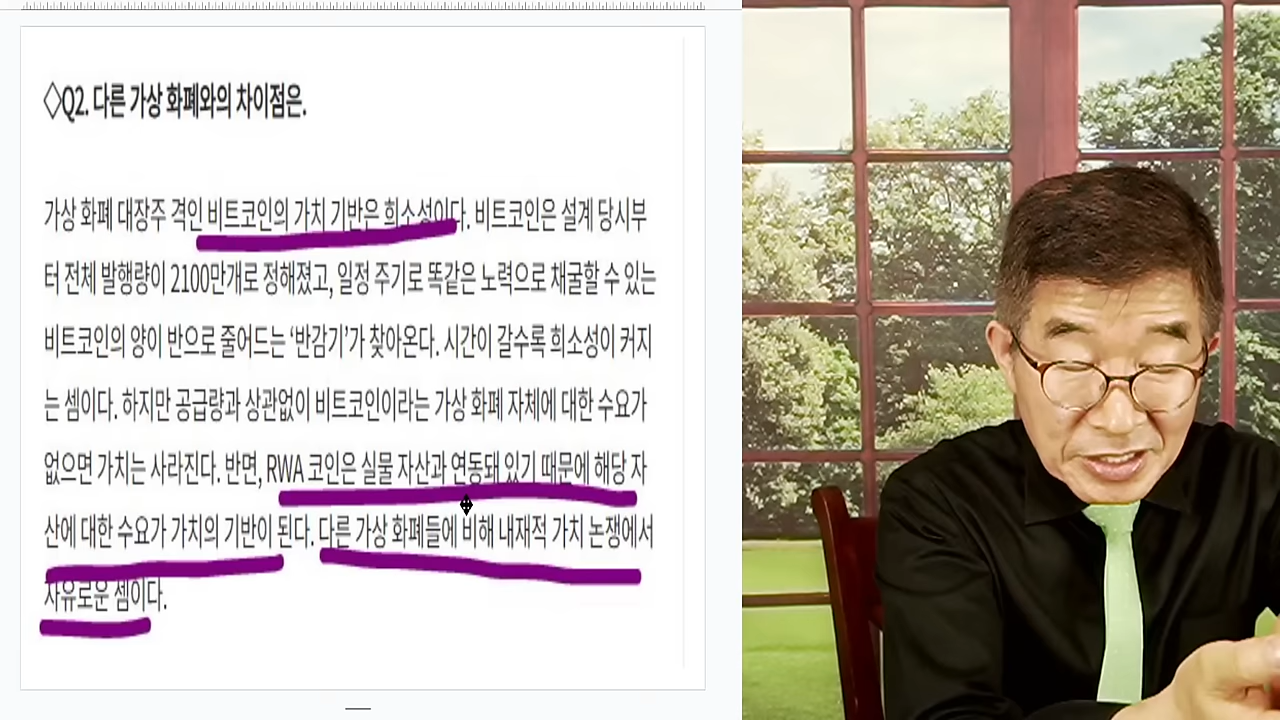 ◇Q2. 다른 가상 화폐와의 차이점은.
가상 화폐 대장주 격인 비트코인의 가치 기반은 희소성이다. 비트코인은 설계 당시부
터 전체 발행량이 2100만개로 정해졌고, 일정 주기로 똑같은 노력으로 채굴할 수 있는
비트코인의 양이 반으로 줄어드는 ‘반감기’가 찾아온다. 시간이 갈수록 희소성이 커지
는 셈이다. 하지만 공급량과 상관없이 비트코인이라는 가상 화폐 자체에 대한 수요가
없으면 가치는 사라진다. 반면, RWA 코인은 실물 자산과 연동돼 있기 때문에 해당 자
산에 대한 수요가 가치의 기반이 된다. 다른 가상 화폐들에 비해 내재적 가치 논쟁에서
자유로운 셈이다.